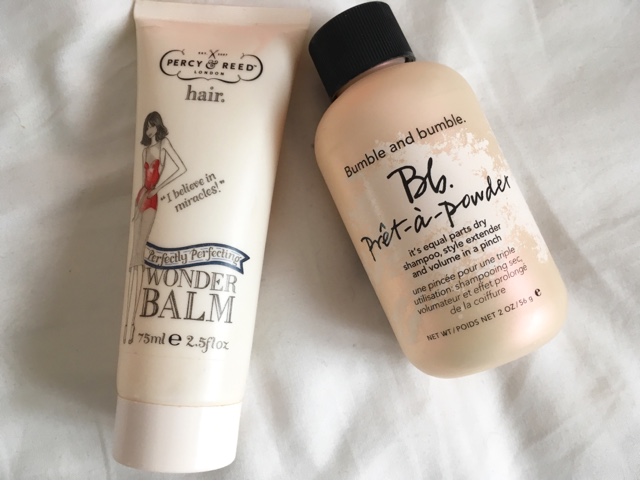 EST. 2007
PERCY & REED™
LONDON
hair.
"I believe in
miracles!"
Perfectly Perfecting
WONDER
BALM
75ml e 2.5fl oz
Bumble and bumble.
Bb.
Prêt-à-powder
it's equal parts dry
shampoo, style extender
and volume in a pinch
une pincée pour une triple
utilisation: shampooing sec,
volumateur et effet prolongé
de la coiffure
NET WT/POIDS NET 2 OZ/56 g e